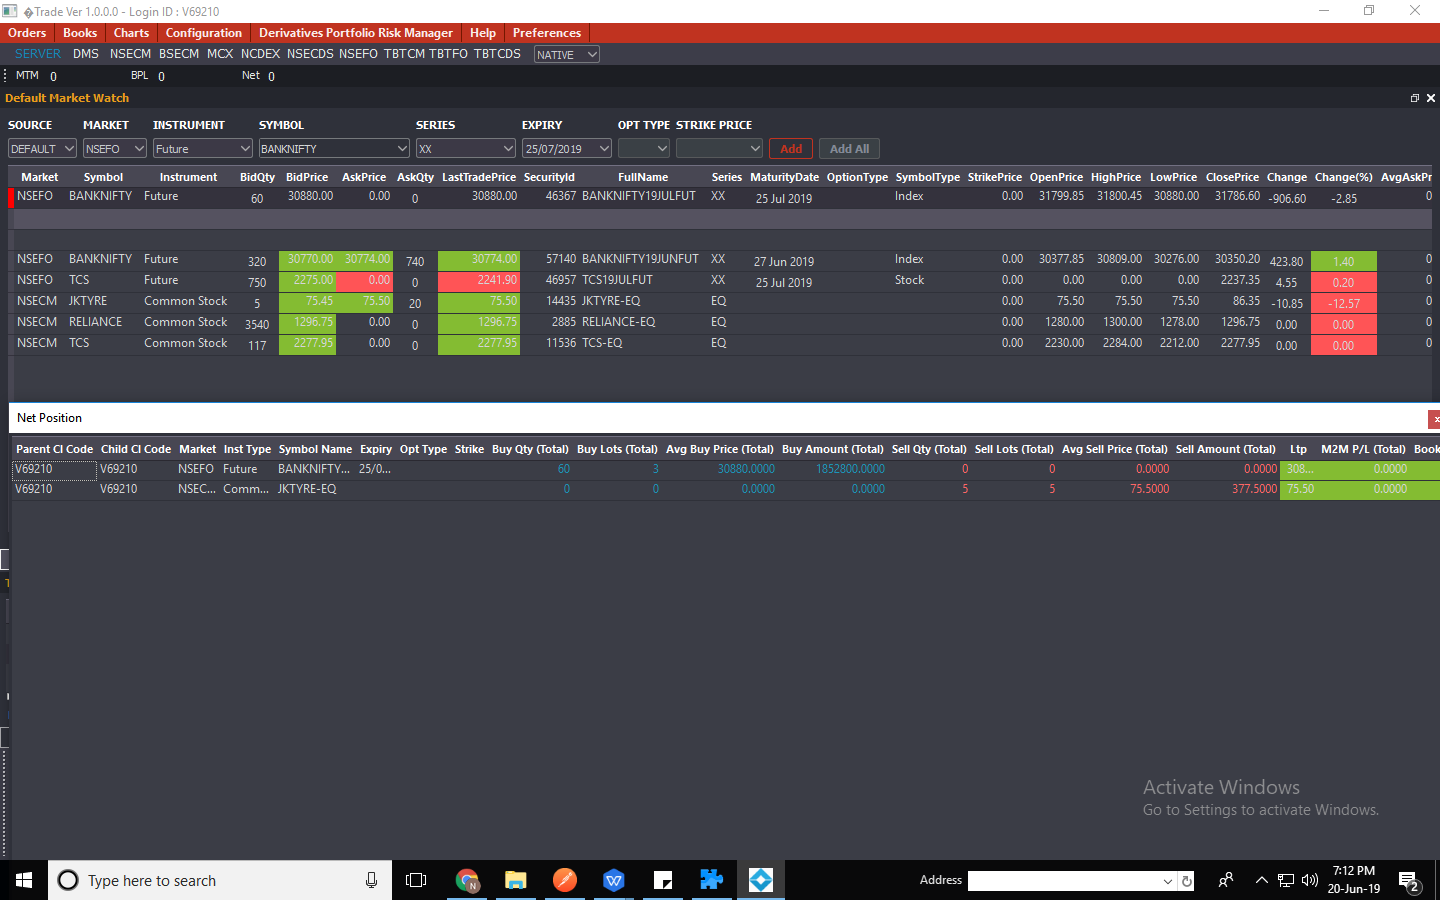 �Trade Ver 1.0.0.0 - Login ID : V69210
Orders Books Charts Configuration Derivatives Portfolio Risk Manager Help Preferences
SERVER DMS NSECM BSECM MCX NCDEX NSECDS NSEFO TBTCM TBTFO TBTCDS NATIVE
MTM 0 BPL 0 Net 0
Default Market Watch
SOURCE MARKET INSTRUMENT SYMBOL SERIES EXPIRY OPT TYPE STRIKE PRICE
DEFAULT NSEFO Future BANKNIFTY XX 25/07/2019 Add Add All
Market Symbol Instrument BidQty BidPrice AskPrice AskQty LastTradePrice SecurityId FullName Series MaturityDate OptionType SymbolType StrikePrice OpenPrice HighPrice LowPrice ClosePrice Change Change(%) AvgAskPr
NSEFO BANKNIFTY Future 60 30880.00 0.00 0 30880.00 46367 BANKNIFTY19JULFUT XX 25 Jul 2019 Index 0.00 31799.85 31800.45 30880.00 31786.60 -906.60 -2.85 0
NSEFO BANKNIFTY Future 320 30770.00 30774.00 740 30774.00 57140 BANKNIFTY19JUNFUT XX 27 Jun 2019 Index 0.00 30377.85 30809.00 30276.00 30350.20 423.80 1.40 0
NSEFO TCS Future 750 2275.00 0.00 0 2241.90 46957 TCS19JULFUT XX 25 Jul 2019 Stock 0.00 0.00 0.00 0.00 2237.35 4.55 0.20 0
NSECM JKTYRE Common Stock 5 75.45 75.50 20 75.50 14435 JKTYRE-EQ EQ 0.00 75.50 75.50 75.50 86.35 -10.85 -12.57 0
NSECM RELIANCE Common Stock 3540 1296.75 0.00 0 1296.75 2885 RELIANCE-EQ EQ 0.00 1280.00 1300.00 1278.00 1296.75 0.00 0.00 0
NSECM TCS Common Stock 117 2277.95 0.00 0 2277.95 11536 TCS-EQ EQ 0.00 2230.00 2284.00 2212.00 2277.95 0.00 0.00 0
Net Position
Parent Cl Code Child Cl Code Market Inst Type Symbol Name Expiry Opt Type Strike Buy Qty (Total) Buy Lots (Total) Avg Buy Price (Total) Buy Amount (Total) Sell Qty (Total) Sell Lots (Total) Avg Sell Price (Total) Sell Amount (Total) Ltp M2M P/L (Total) Book
V69210 V69210 NSEFO Future BANKNIFTY... 25/0... 60 3 30880.0000 1852800.0000 0 0 0.0000 0.0000 308... 0.0000
V69210 V69210 NSEC... Comm... JKTYRE-EQ 0 0 0.0000 0.0000 5 5 75.5000 377.5000 75.50 0.0000
Activate Windows
Go to Settings to activate Windows.
Type here to search
Address
7:12 PM
20-Jun-19
2